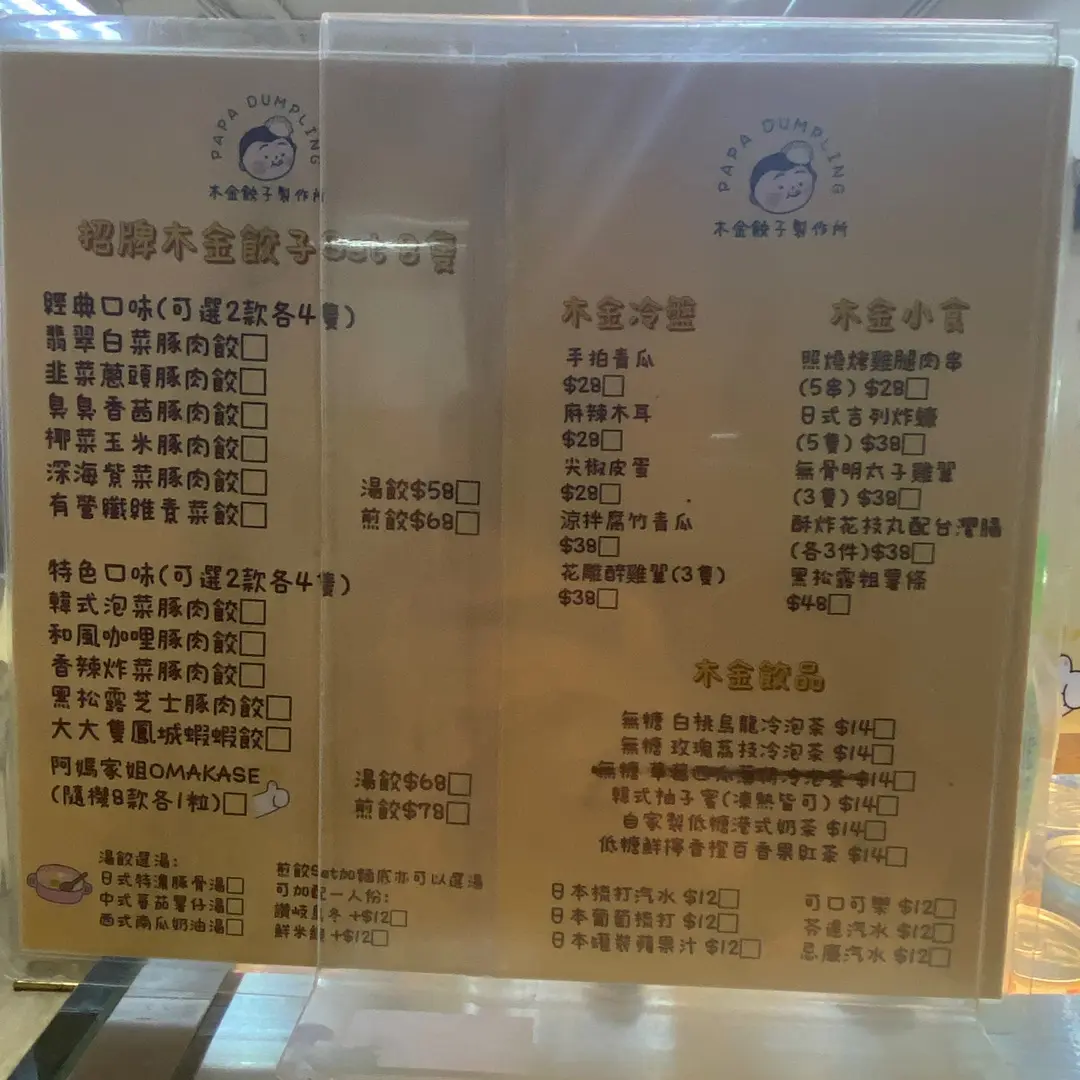 PAPA DUMPLING
木金餃子製作所
招牌木金餃子Set 8隻
經典口味(可選2款各4隻)
翡翠白菜豚肉餃□
韭菜蔥頭豚肉餃□
臭臭香茜豚肉餃□
椰菜玉米豚肉餃□
深海紫菜豚肉餃□
有營纖維素菜餃□
湯餃$58□
煎餃$68□
特色口味(可選2款各4隻)
韓式泡菜豚肉餃□
和風咖哩豚肉餃□
香辣炸菜豚肉餃□
黑松露芝士豚肉餃□
大大隻鳳城蝦蝦餃□
阿媽家姐OMAKASE
(隨機8款各1粒)□
湯餃$68□
煎餃$78□
湯餃選湯:
日式特濃豚骨湯□
中式蕃茄薯仔湯□
西式南瓜奶油湯□
煎餃Set加麵底亦可以選湯
可加配一人份:
讚岐烏冬 +$12□
鮮米線 +$12□
PAPA DUMPLING
木金餃子製作所
木金冷盤
手拍青瓜
$28□
麻辣木耳
$28□
尖椒皮蛋
$28□
涼拌腐竹青瓜
$38□
花雕醉雞翼(3隻)
$38□
木金小食
照燒烤雞腿肉串
(5串) $28□
日式吉列炸蠔
(5隻) $38□
無骨明太子雞翼
(3隻) $38□
酥炸花技丸配台灣腸
(各3件)$38□
黑松露粗薯條
$48□
木金飲品
無糖 白桃烏龍冷泡茶 $14□
無糖 玫瑰荔枝冷泡茶 $14□
無糖 草莓 冷泡茶 $14□
韓式柚子蜜(凍熱皆可) $14□
自家製低糖港式奶茶 $14□
低糖鮮檸香橙百香果紅茶 $14□
日本梳打汽水 $12□
日本葡萄梳打 $12□
日本罐裝蘋果汁 $12□
可口可樂 $12□
芬達汽水 $12□
忌廉汽水 $12□